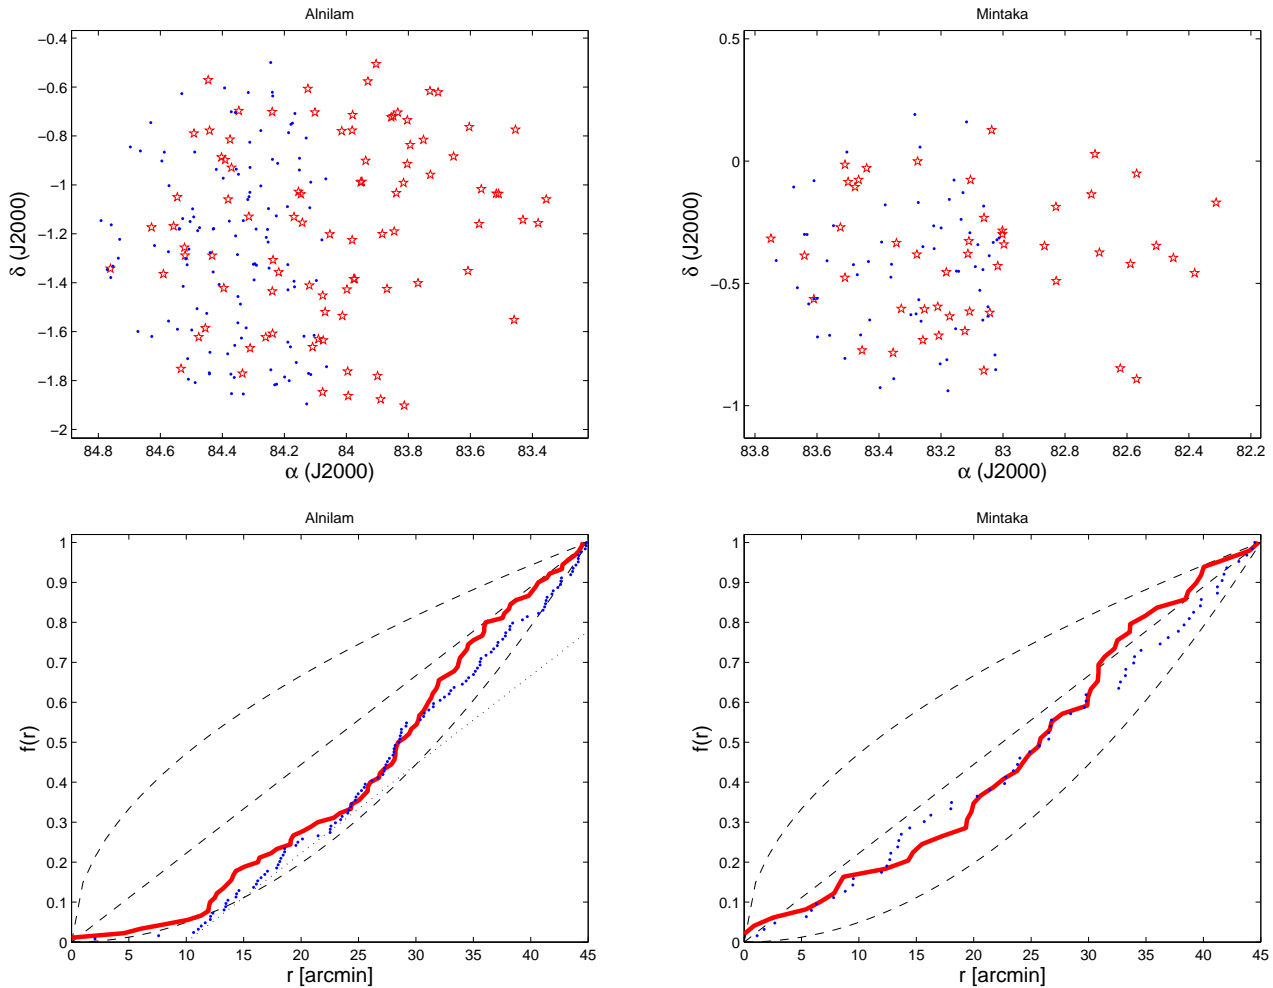 Alnilam
−0.4
−0.6
−0.8
−1
−1.2
−1.4
−1.6
−1.8
−2
δ (J2000)
84.8 84.6 84.4 84.2 84 83.8 83.6 83.4
α (J2000)
Mintaka
0.5
0
−0.5
−1
δ (J2000)
83.8 83.6 83.4 83.2 83 82.8 82.6 82.4 82.2
α (J2000)
Alnilam
1
0.9
0.8
0.7
0.6
0.5
0.4
0.3
0.2
0.1
0
f(r)
0 5 10 15 20 25 30 35 40 45
r [arcmin]
Mintaka
1
0.9
0.8
0.7
0.6
0.5
0.4
0.3
0.2
0.1
0
f(r)
0 5 10 15 20 25 30 35 40 45
r [arcmin]